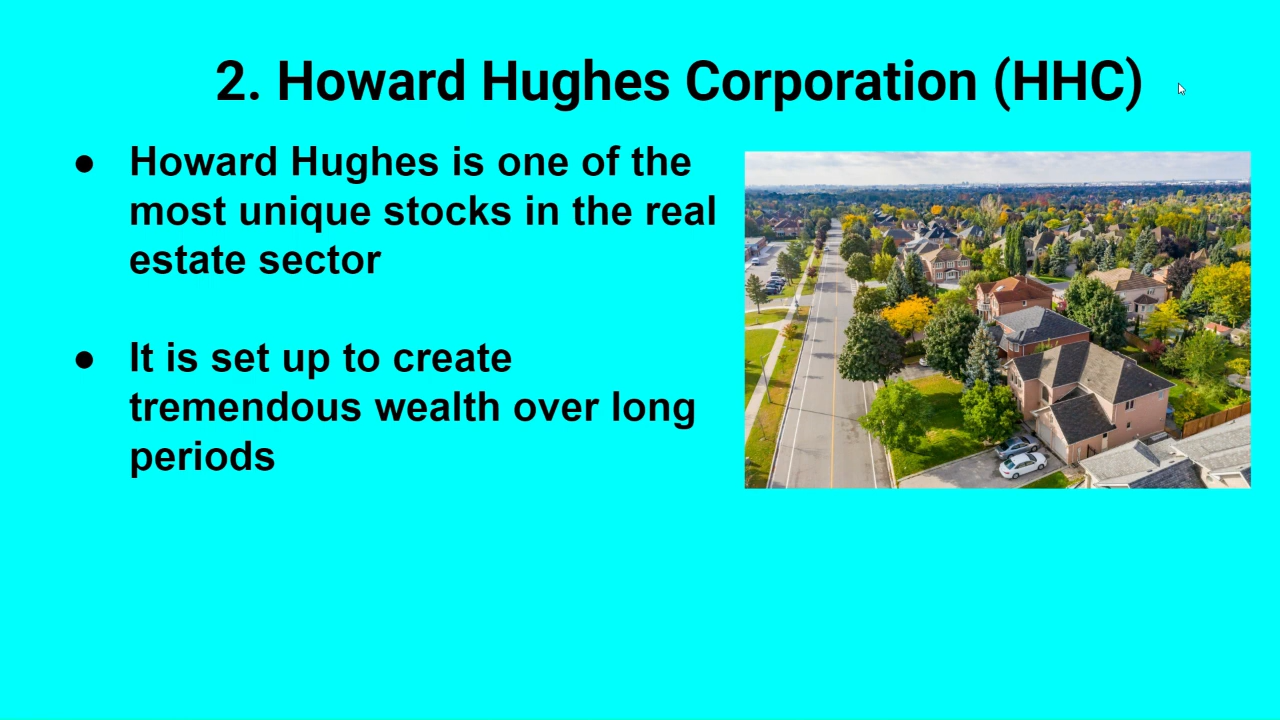 2. Howard Hughes Corporation (HHC)
● Howard Hughes is one of the
most unique stocks in the real
estate sector
● It is set up to create
tremendous wealth over long
periods